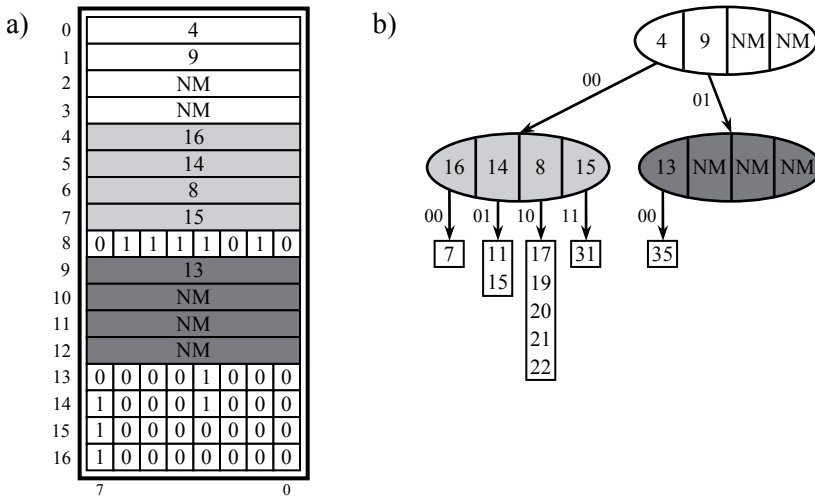 a)
0 4
1 9
2 NM
3 NM
4 16
5 14
6 8
7 15
8 0 1 1 1 1 0 1 0
9 13
10 NM
11 NM
12 NM
13 0 0 0 0 1 0 0 0
14 1 0 0 0 1 0 0 0
15 1 0 0 0 0 0 0 0
16 1 0 0 0 0 0 0 0
7 0
b)
4 9 NM NM
00 01
16 14 8 15
13 NM NM NM
00 01 10 11 00
7 11 17 31 35
15 19
20
21
22